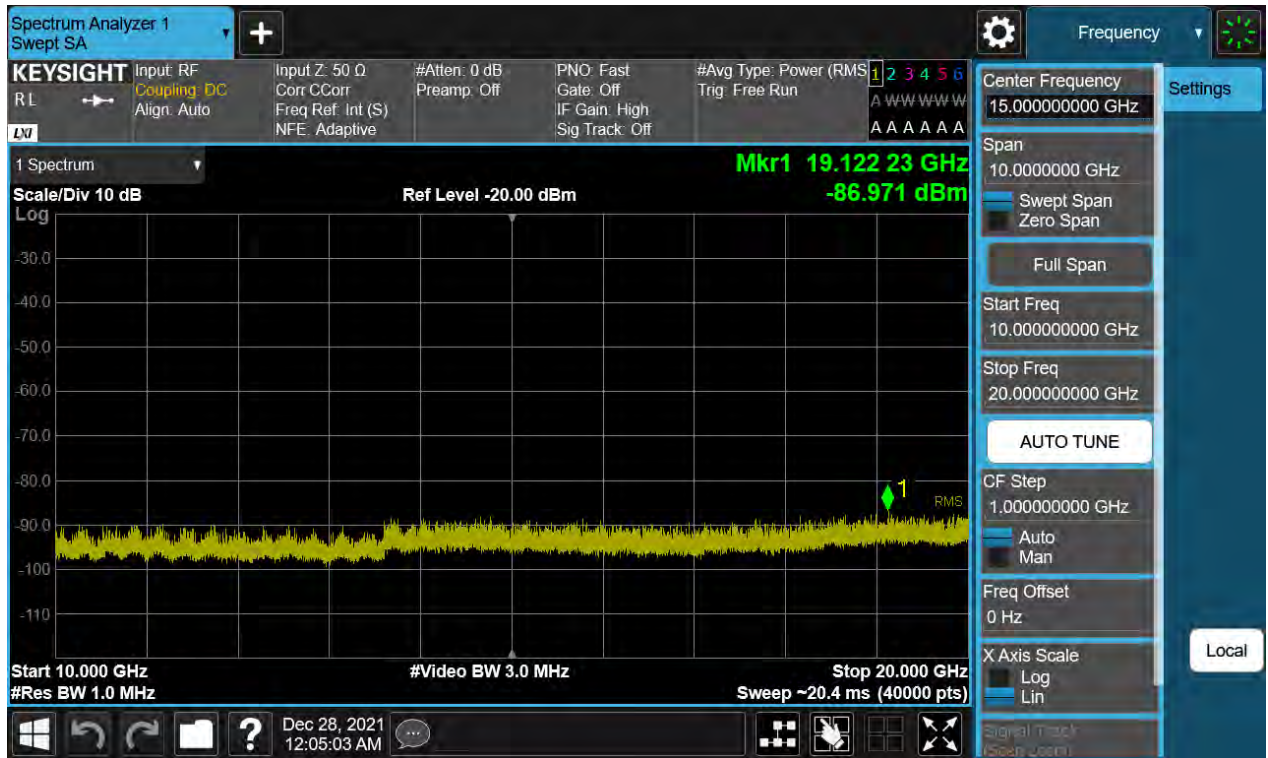 Spectrum Analyzer 1
Swept SA
+
Frequency
KEYSIGHT
RL
LXI
Input: RF
Coupling: DC
Align: Auto
Input Z: 50 Ω
Corr CCorr
Freq Ref: Int (S)
NFE: Adaptive
#Atten: 0 dB
Preamp: Off
PNO: Fast
Gate: Off
IF Gain: High
Sig Track: Off
#Avg Type: Power (RMS
Trig: Free Run
1 2 3 4 5 6
A W W W W W
A A A A A A
Center Frequency
15.000000000 GHz
Settings
Span
10.0000000 GHz
Swept Span
Zero Span
Full Span
Start Freq
10.000000000 GHz
Stop Freq
20.000000000 GHz
AUTO TUNE
CF Step
1.000000000 GHz
Auto
Man
Freq Offset
0 Hz
X Axis Scale
Log
Lin
Signal Track
(Span Zoom)
Local
1 Spectrum
Mkr1 19.122 23 GHz
-86.971 dBm
Scale/Div 10 dB
Ref Level -20.00 dBm
Log
-30.0
-40.0
-50.0
-60.0
-70.0
-80.0
-90.0
-100
-110
1
RMS
Start 10.000 GHz
#Video BW 3.0 MHz
Stop 20.000 GHz
#Res BW 1.0 MHz
Sweep ~20.4 ms (40000 pts)
?
Dec 28, 2021
12:05:03 AM